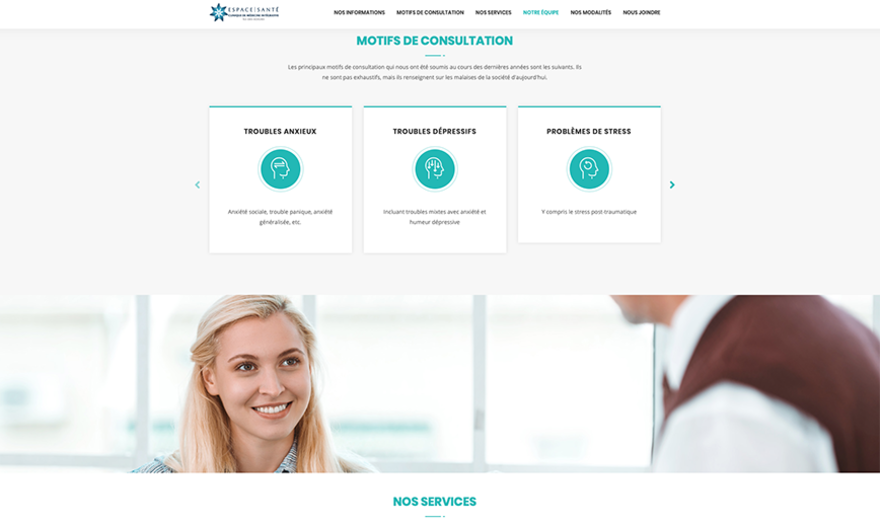 ESPACE|SANTÉ
CLINIQUE DE MÉDECINE INTÉGRATIVE
NOS INFORMATIONS MOTIFS DE CONSULTATION NOS SERVICES NOTRE ÉQUIPE NOS MODALITÉS NOUS JOINDRE
MOTIFS DE CONSULTATION
Les principaux motifs de consultation qui nous ont été soumis au cours des dernières années sont les suivants. Ils
ne sont pas exhaustifs, mais ils renseignent sur les malaises de la société d'aujourd'hui.
TROUBLES ANXIEUX
Anxiété sociale, trouble panique, anxiété
généralisée, etc.
TROUBLES DÉPRESSIFS
Incluant troubles mixtes avec anxiété et
humeur dépressive
PROBLÈMES DE STRESS
Y compris le stress post-traumatique
NOS SERVICES